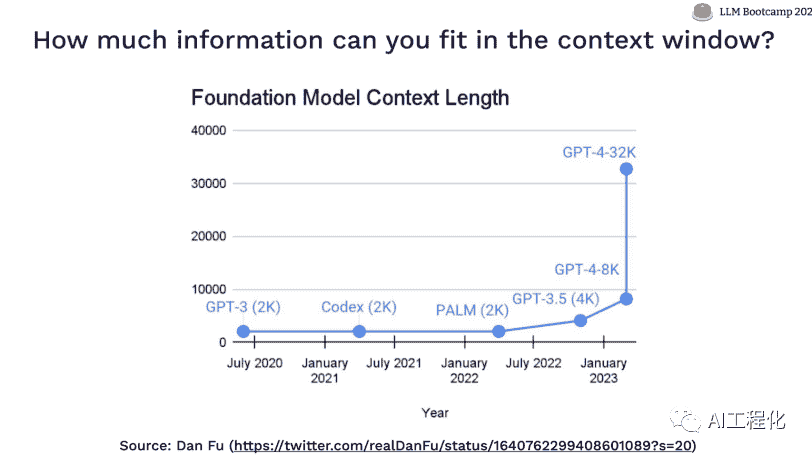 LLM Bootcamp 202
How much information can you fit in the context window?
Foundation Model Context Length
40000
30000
20000
10000
0
GPT-4-32K
GPT-4-8K
GPT-3 (2K)
Codex (2K)
PALM (2K)
GPT-3.5 (4K)
July 2020
January
2021
July 2021
January
2022
July 2022
January
2023
Year
AI工程化
Source: Dan Fu (https://twitter.com/realDanFu/status/1640762299408601089?s=20)